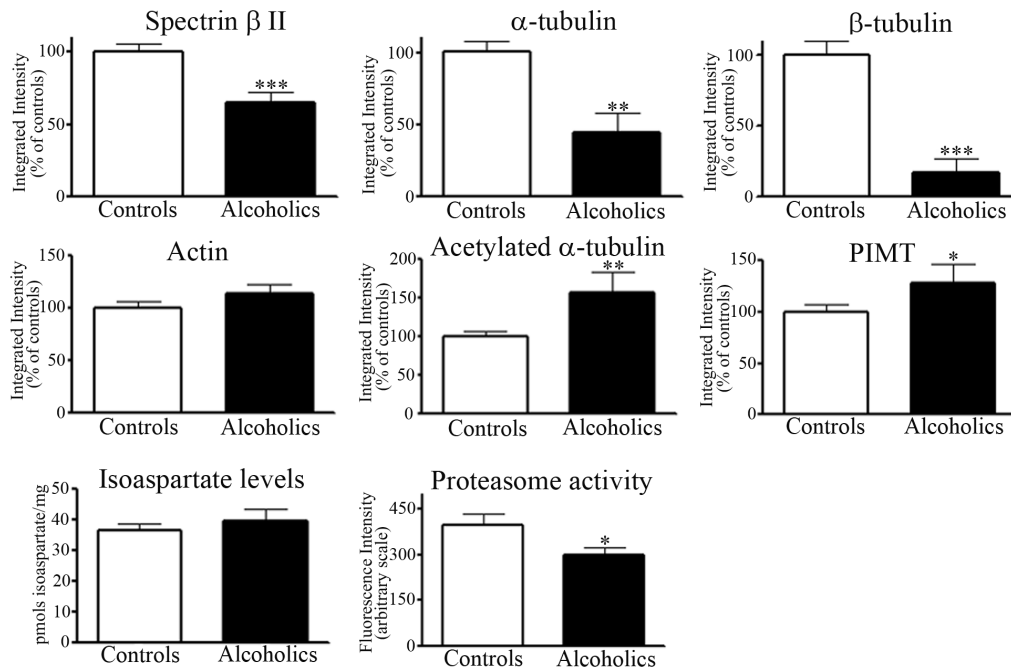 Spectrin β II
Integrated Intensity
(% of controls)
100
50
0
***
Controls
Alcoholics
α-tubulin
Integrated Intensity
(% of controls)
100
50
0
**
Controls
Alcoholics
β-tubulin
Integrated Intensity
(% of controls)
100
50
0
***
Controls
Alcoholics
Actin
Integrated Intensity
(% of controls)
150
100
50
0
Controls
Alcoholics
Acetylated α-tubulin
Integrated Intensity
(% of controls)
200
150
100
50
0
**
Controls
Alcoholics
PIMT
Integrated Intensity
(% of controls)
150
100
50
0
*
Controls
Alcoholics
Isoaspartate levels
pmols isoaspartate/mg
50
40
30
20
10
0
Controls
Alcoholics
Proteasome activity
Fluorescence Intensity
(arbitrary scale)
450
300
150
0
*
Controls
Alcoholics